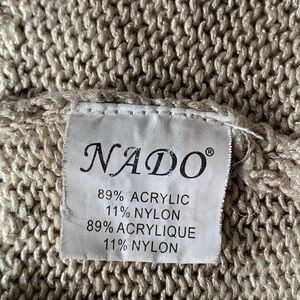 NADO®
89% ACRYLIC
11% NYLON
89% ACRYLIQUE
11% NYLON